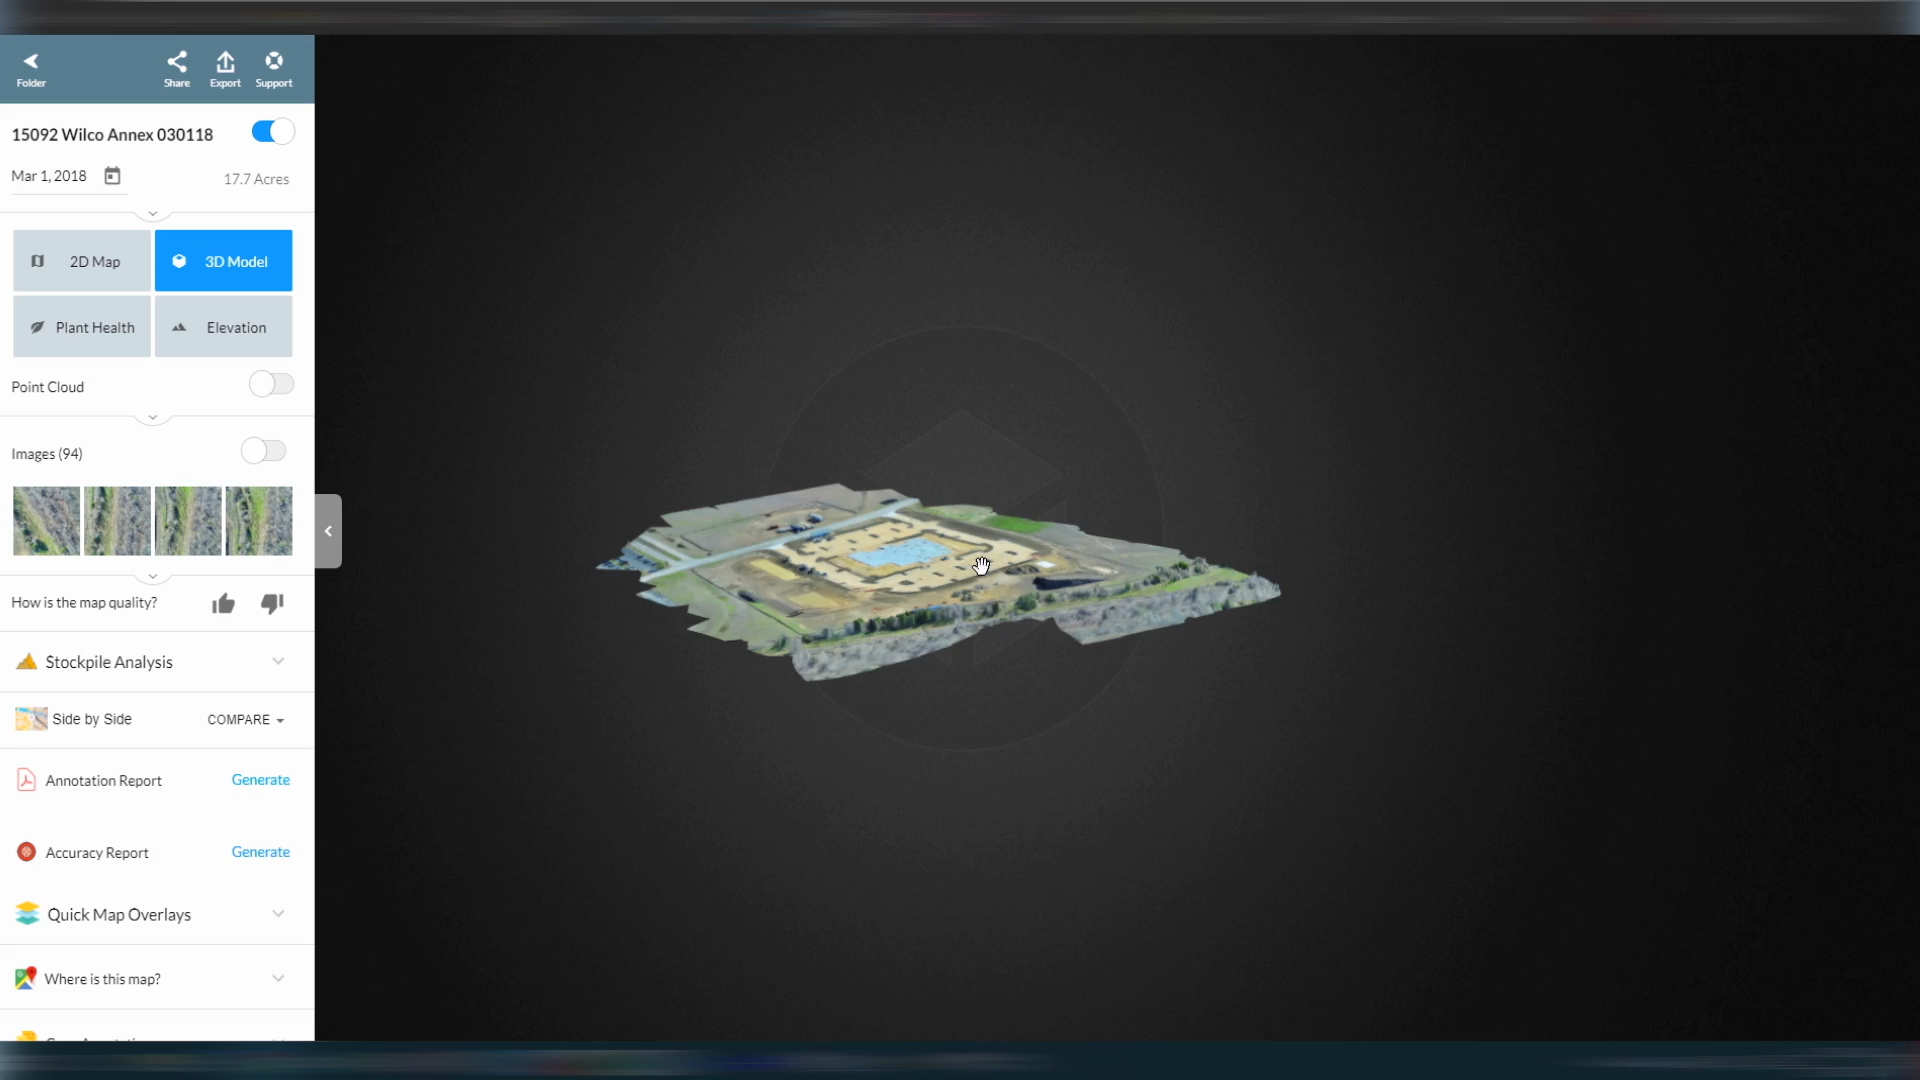 Folder
Share
Export
Support
15092 Wilco Annex 030118
Mar 1, 2018
17.7 Acres
2D Map
3D Model
Plant Health
Elevation
Point Cloud
Images (94)
How is the map quality?
Stockpile Analysis
Side by Side
COMPARE
Annotation Report
Generate
Accuracy Report
Generate
Quick Map Overlays
Where is this map?